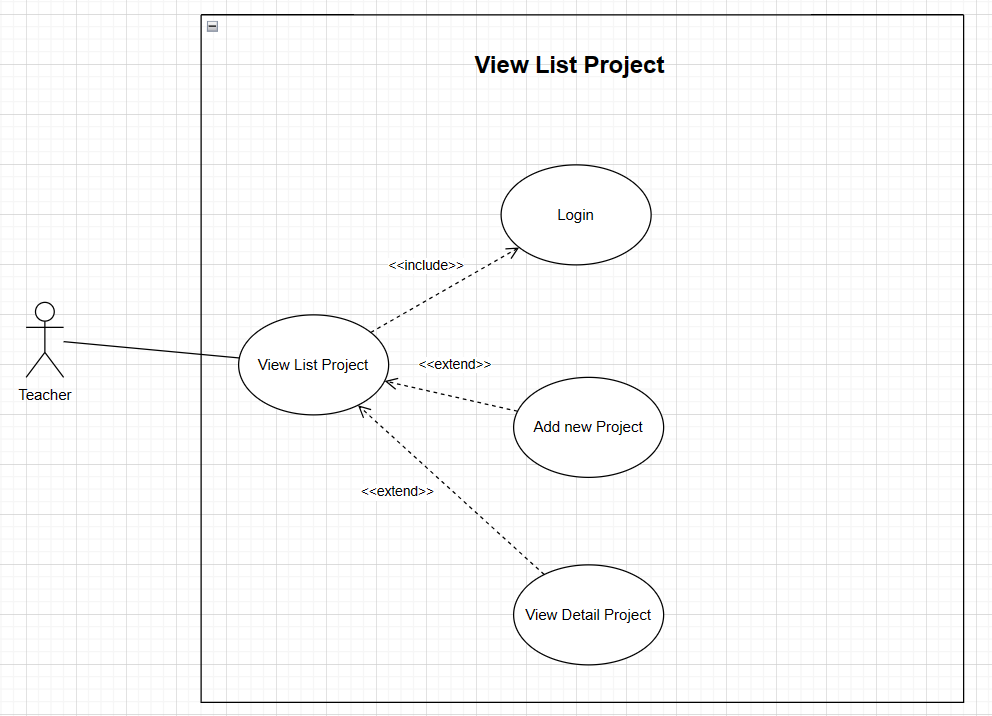 View List Project
Login
<<include>>
View List Project
<<extend>>
Teacher
Add new Project
<<extend>>
View Detail Project